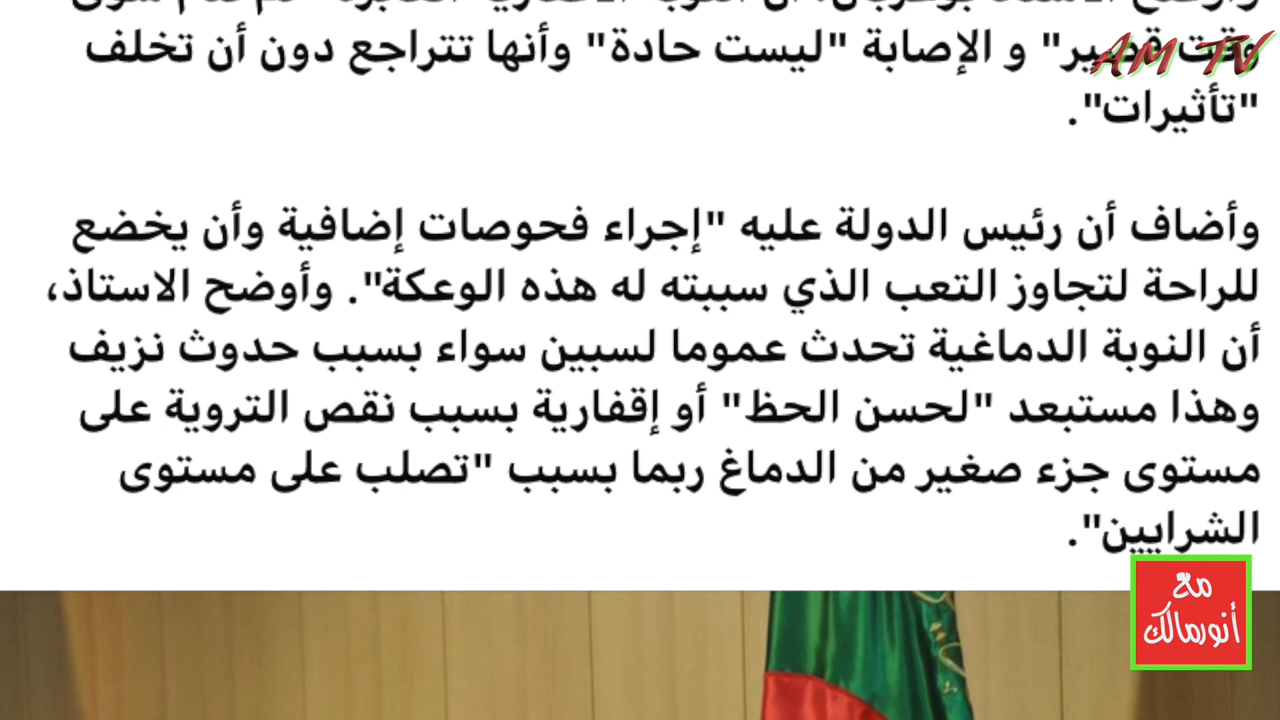 وقت قصير" و الإصابة "ليست حادة" وأنها تتراجع دون أن تخلف
"تأثيرات".
وأضاف أن رئيس الدولة عليه "إجراء فحوصات إضافية وأن يخضع
للراحة لتجاوز التعب الذي سببته له هذه الوعكة". وأوضح الاستاذ،
أن النوبة الدماغية تحدث عموما لسبين سواء بسبب حدوث نزيف
وهذا مستبعد "لحسن الحظ" أو إقفارية بسبب نقص التروية على
مستوى جزء صغير من الدماغ ربما بسبب "تصلب على مستوى
الشرايين".
AM TV
مع
أنورمالك